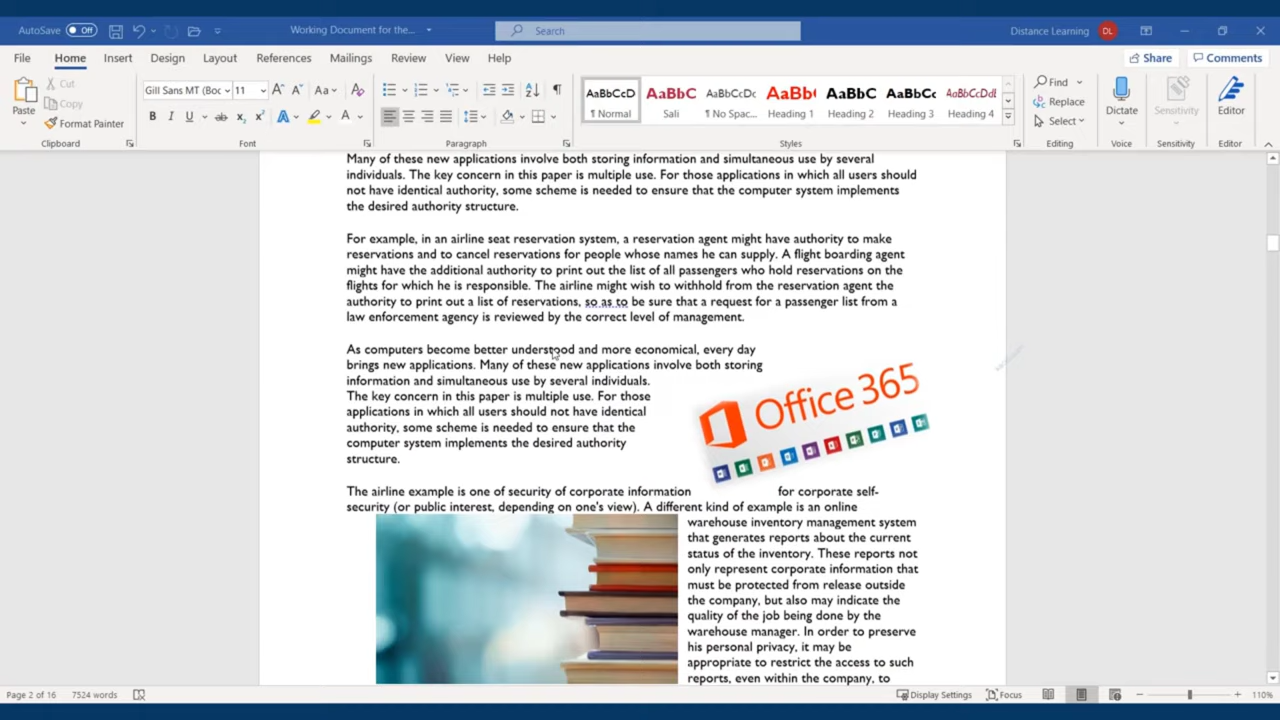 AutoSave Off Working Document for the... Search Distance Learning DL
File Home Insert Design Layout References Mailings Review View Help Share Comments
Paste Cut Copy Format Painter
Gill Sans MT (Boc 11 Aa
B I U ab x₂ x² A A
AaBbCcD AaBbC AaBbCcDc AaBb( AaBbC AaBbCc AaBbCcDdI
¶ Normal Sali ¶ No Spac... Heading 1 Heading 2 Heading 3 Heading 4
Find Replace Select Dictate Sensitivity Editor
Clipboard Font Paragraph Styles Editing Voice Sensitivity Editor
Many of these new applications involve both storing information and simultaneous use by several
individuals. The key concern in this paper is multiple use. For those applications in which all users should
not have identical authority, some scheme is needed to ensure that the computer system implements
the desired authority structure.
For example, in an airline seat reservation system, a reservation agent might have authority to make
reservations and to cancel reservations for people whose names he can supply. A flight boarding agent
might have the additional authority to print out the list of all passengers who hold reservations on the
flights for which he is responsible. The airline might wish to withhold from the reservation agent the
authority to print out a list of reservations, so as to be sure that a request for a passenger list from a
law enforcement agency is reviewed by the correct level of management.
As computers become better understood and more economical, every day
brings new applications. Many of these new applications involve both storing
information and simultaneous use by several individuals.
The key concern in this paper is multiple use. For those
applications in which all users should not have identical
authority, some scheme is needed to ensure that the
computer system implements the desired authority
structure.
Office 365
The airline example is one of security of corporate information for corporate self-
security (or public interest, depending on one's view). A different kind of example is an online
warehouse inventory management system
that generates reports about the current
status of the inventory. These reports not
only represent corporate information that
must be protected from release outside
the company, but also may indicate the
quality of the job being done by the
warehouse manager. In order to preserve
his personal privacy, it may be
appropriate to restrict the access to such
reports, even within the company, to
Page 2 of 16 7524 words Display Settings Focus 110%